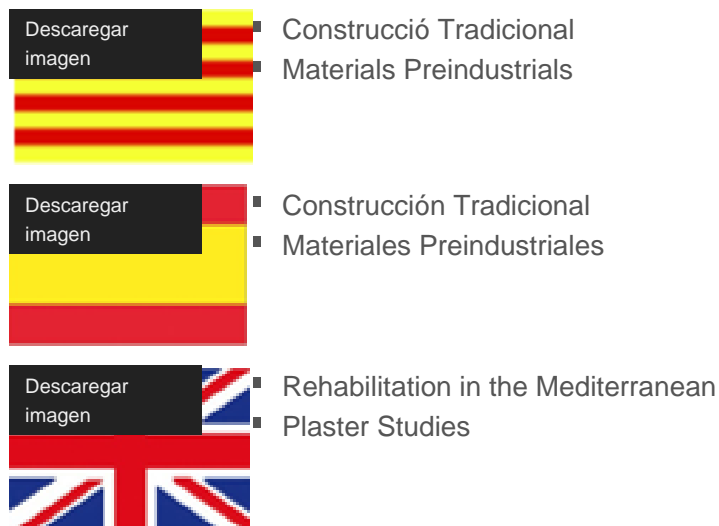 Descaregar
imagen
Construcció Tradicional
Materials Preindustrials
Descaregar
imagen
Construcción Tradicional
Materiales Preindustriales
Descaregar
imagen
Rehabilitation in the Mediterranean
Plaster Studies